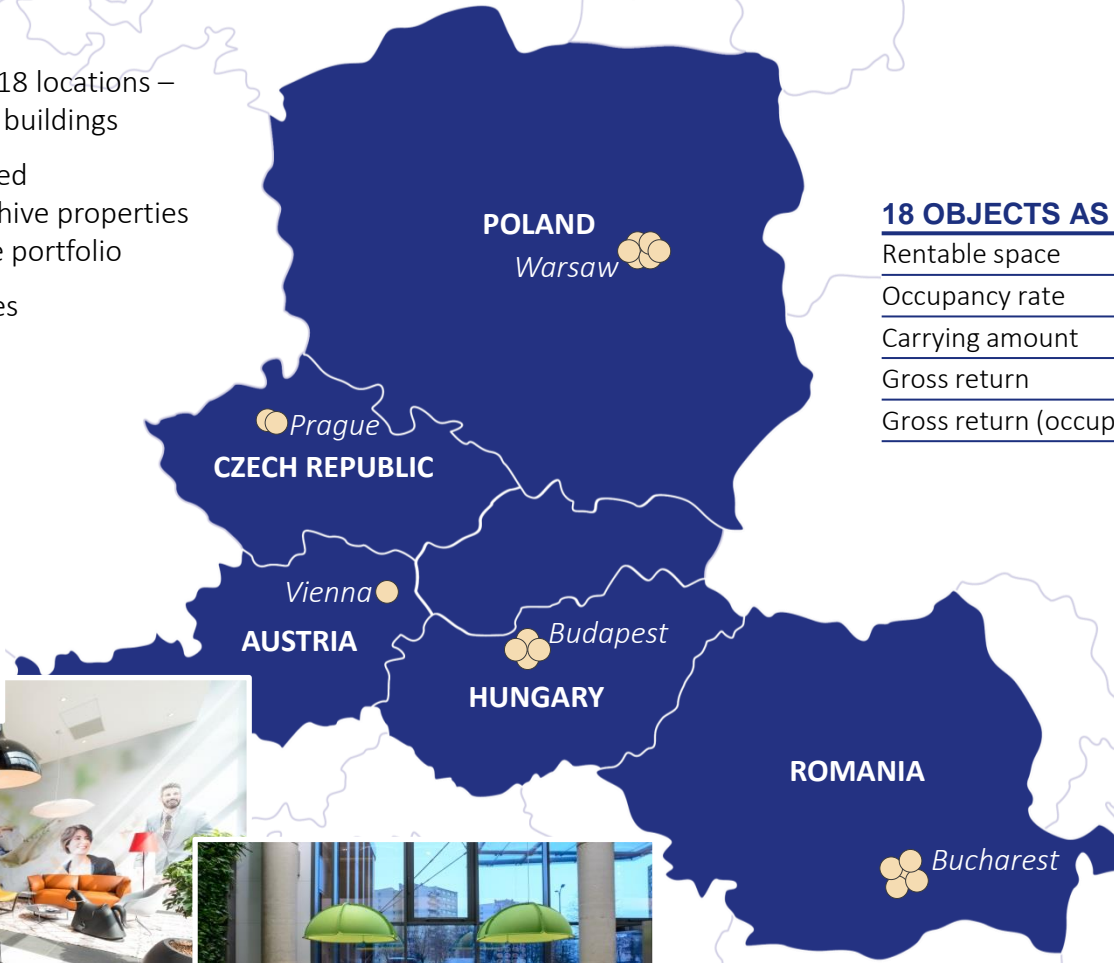 18 locations –
buildings
ed
hive properties
e portfolio
es
18 OBJECTS AS
Rentable space
Occupancy rate
Carrying amount
Gross return
Gross return (occup
POLAND
Warsaw
Prague
CZECH REPUBLIC
Vienna
AUSTRIA
Budapest
HUNGARY
ROMANIA
Bucharest